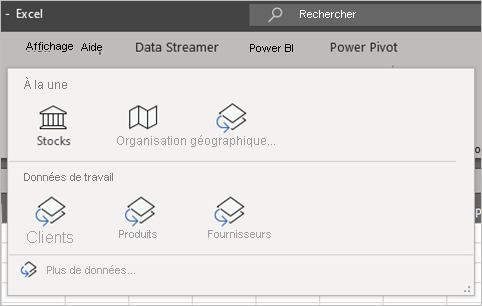 - Excel
Rechercher
Affichage Aide Data Streamer Power BI Power Pivot
À la une
Stocks Organisation géographique...
Données de travail
Clients Produits Fournisseurs
Plus de données...